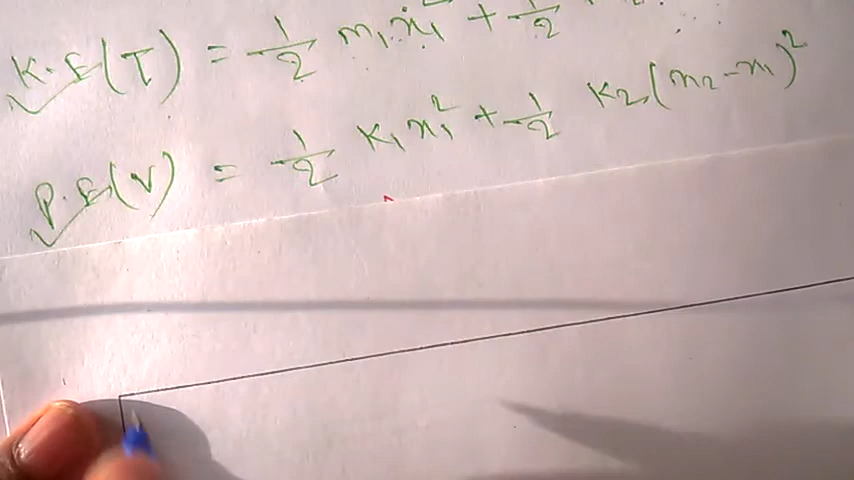 K.E(T) = 1/2 m₁ẋ₁² + 1/2
P.E(V) = 1/2 K₁x₁² + 1/2 K₂(x₂-x₁)²